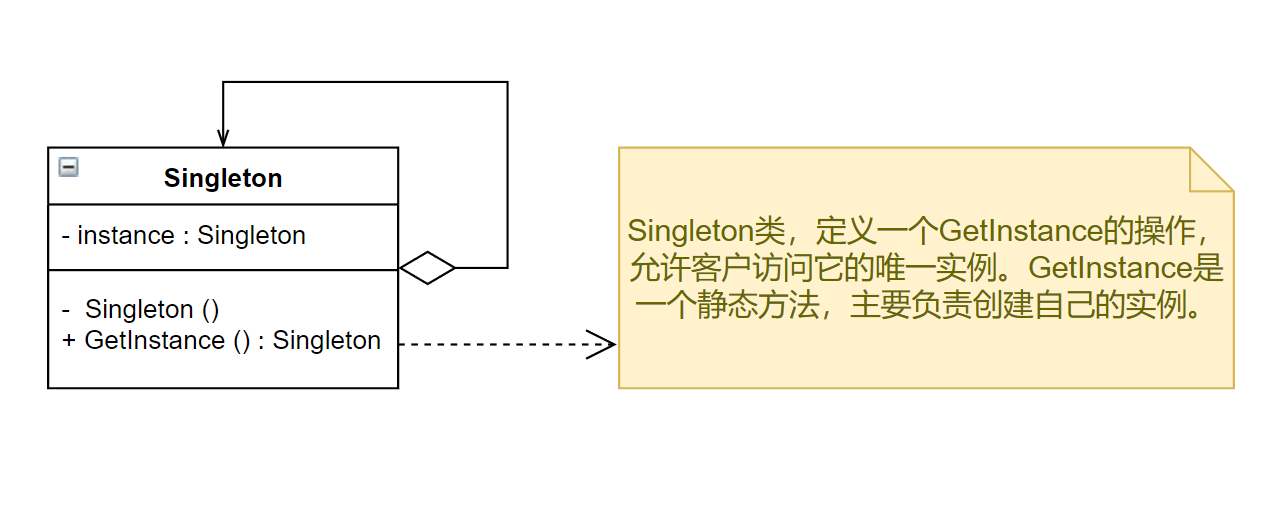 Singleton
- instance : Singleton
- Singleton ()
+ GetInstance () : Singleton
Singleton类，定义一个GetInstance的操作，
允许客户访问它的唯一实例。GetInstance是
一个静态方法，主要负责创建自己的实例。